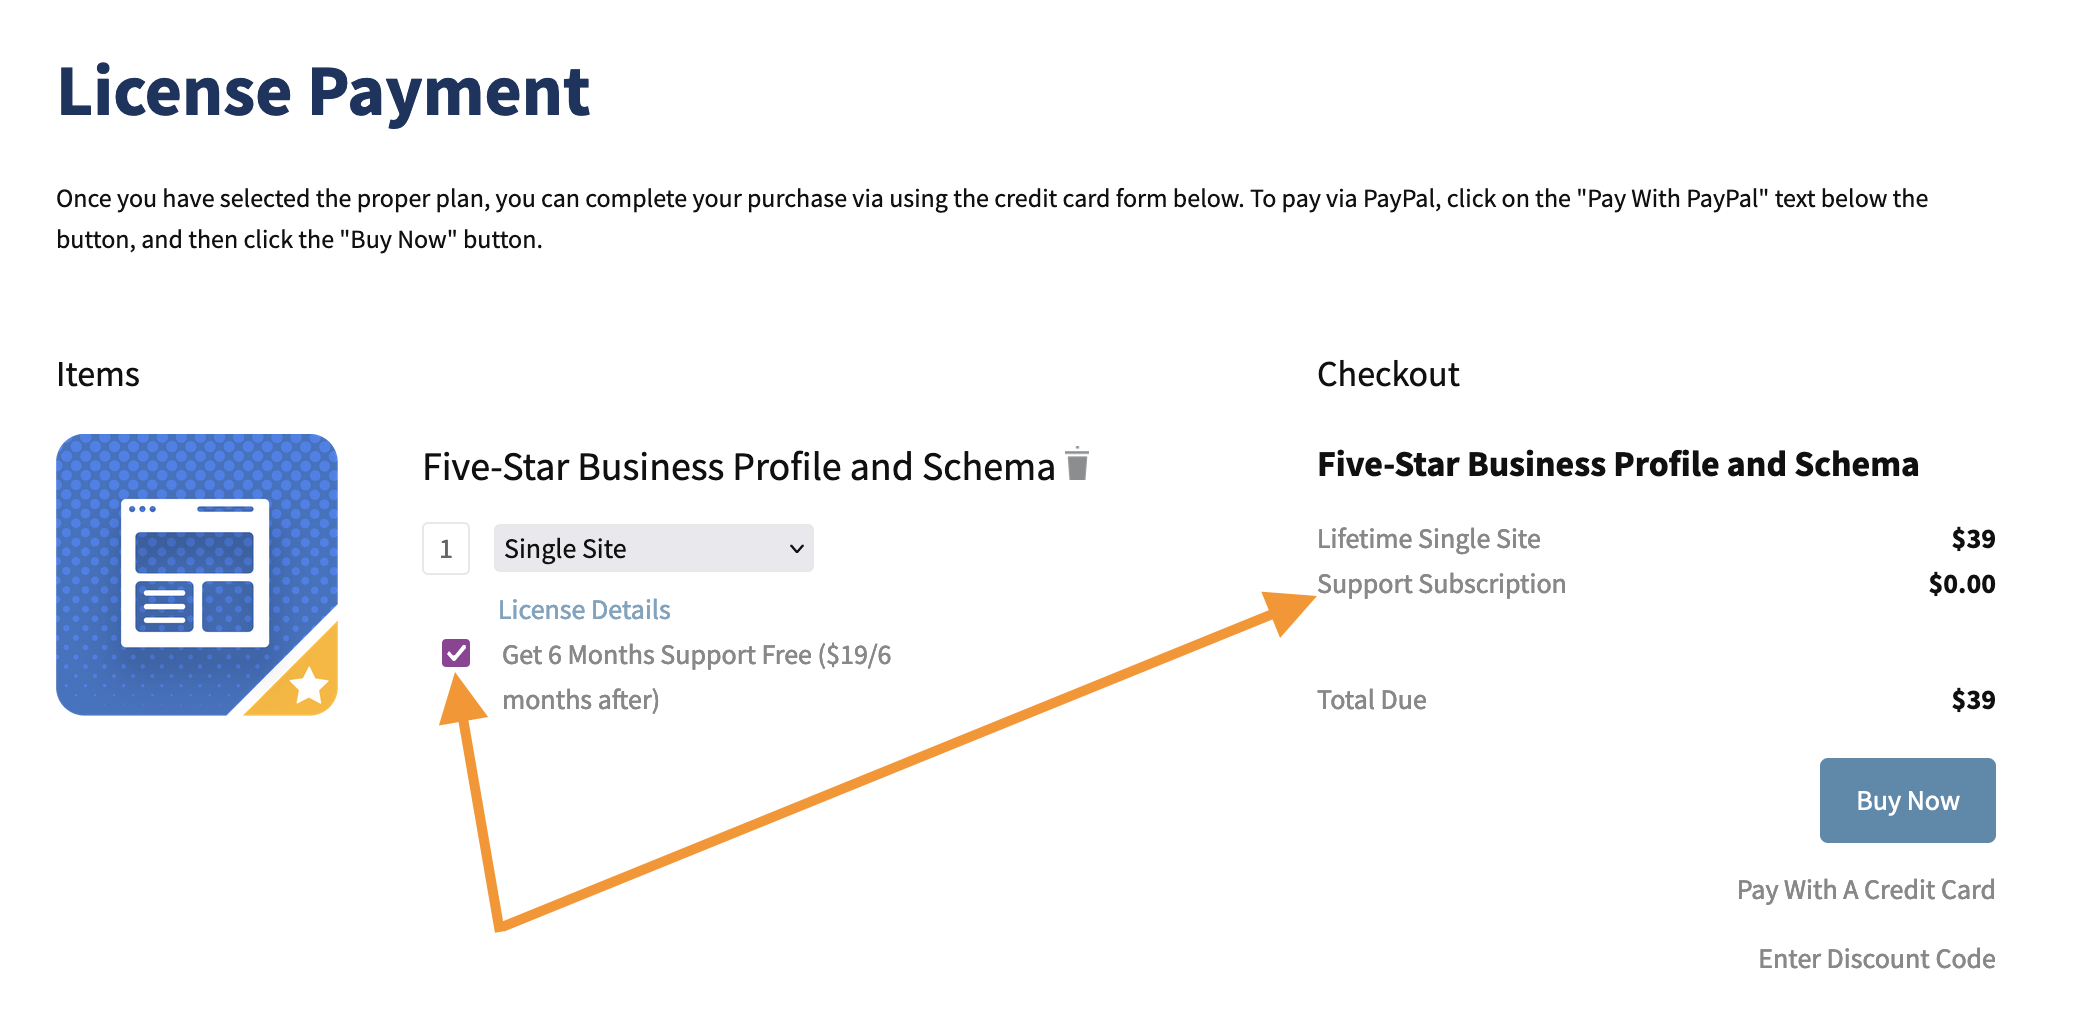 License Payment
Once you have selected the proper plan, you can complete your purchase via using the credit card form below. To pay via PayPal, click on the "Pay With PayPal" text below the
button, and then click the "Buy Now" button.
Items
Five-Star Business Profile and Schema
1
Single Site
License Details
Get 6 Months Support Free ($19/6
months after)
Checkout
Five-Star Business Profile and Schema
Lifetime Single Site $39
Support Subscription $0.00
Total Due $39
Buy Now
Pay With A Credit Card
Enter Discount Code